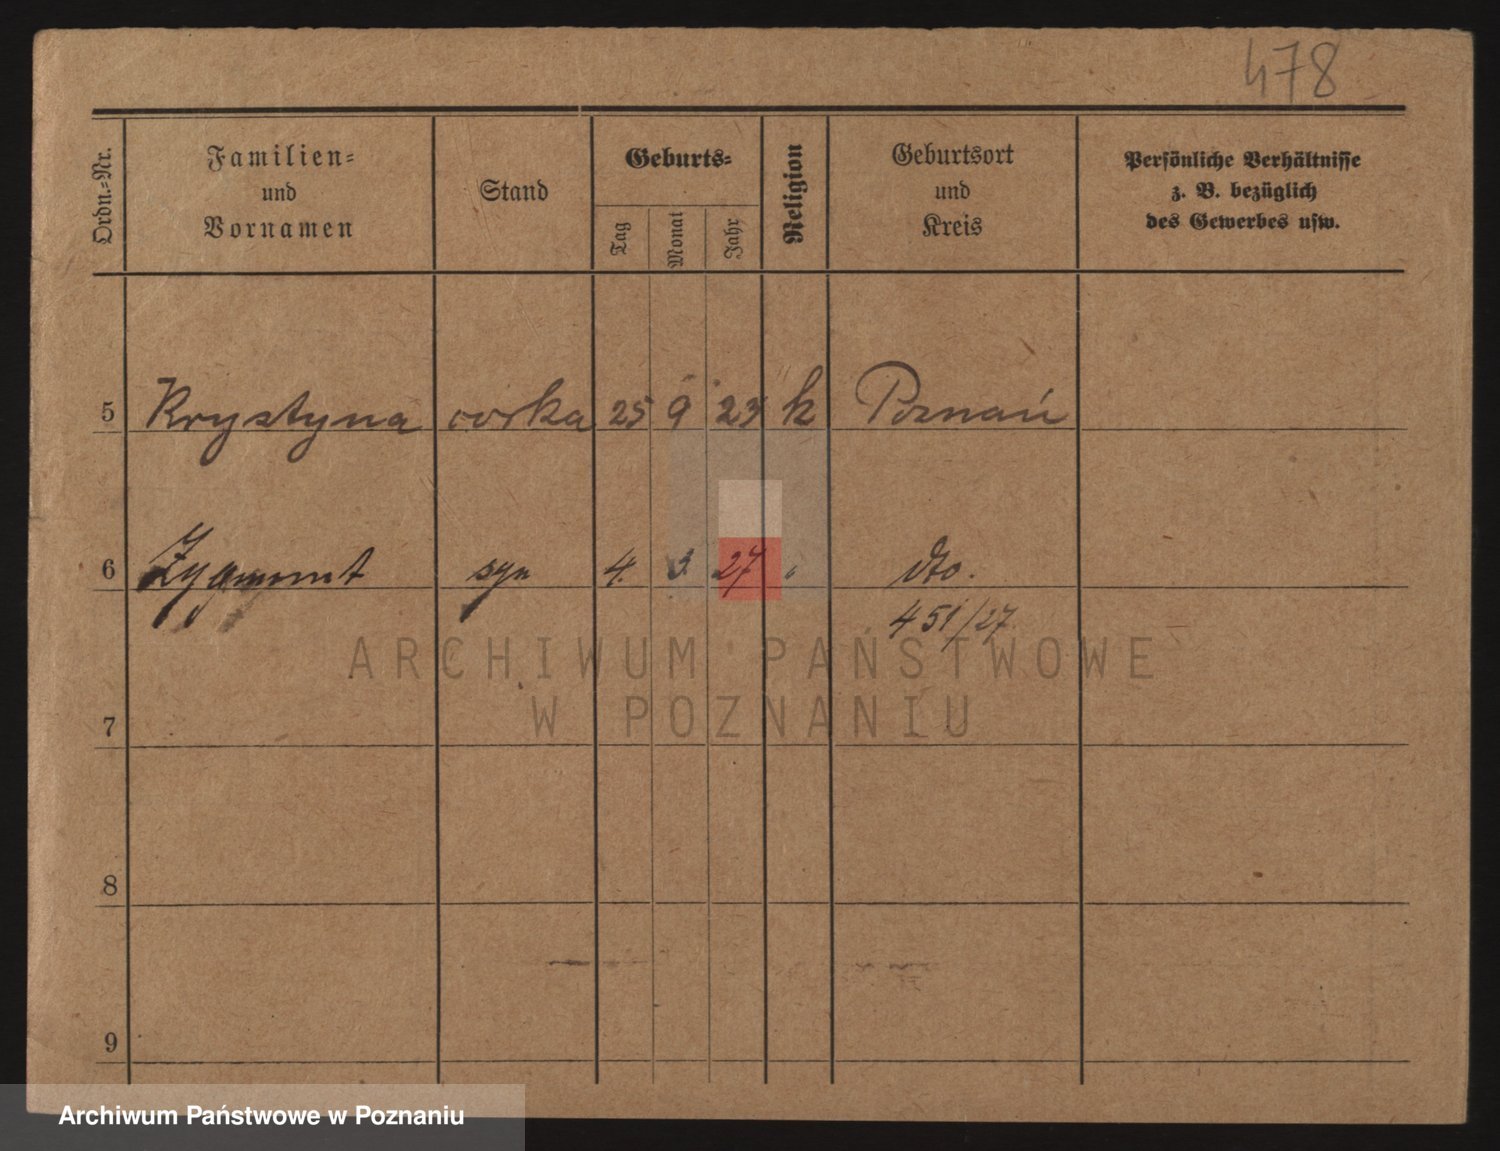 478
Ordn.-Nr.
Familien-
und
Vornamen
Stand
Geburts-
Tag
Monat
Jahr
Religion
Geburtsort
und
Kreis
Persönliche Verhältnisse
z. B. bezüglich
des Gewerbes usw.
5 Krystyna córka 25 9 23 k Poznań
6 Zygmunt syn 4. 3. 27 " dto.
451/27
ARCHIWUM PAŃSTWOWE
W POZNANIU
7
8
9
Archiwum Państwowe w Poznaniu